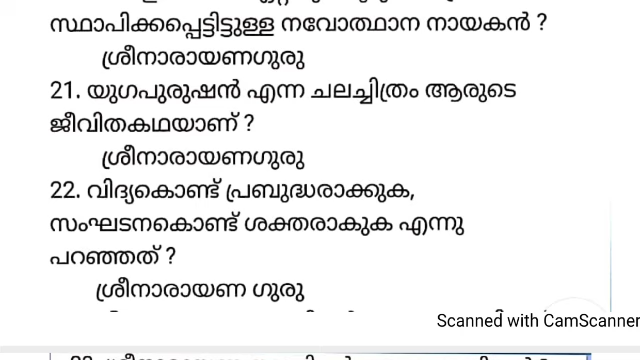 സ്ഥാപിക്കപ്പെട്ടിട്ടുള്ള നവോത്ഥാന നായകൻ ?
ശ്രീനാരായണഗുരു
21. യുഗപുരുഷൻ എന്ന ചലച്ചിത്രം ആരുടെ
ജീവിതകഥയാണ് ?
ശ്രീനാരായണഗുരു
22. വിദ്യകൊണ്ട് പ്രബുദ്ധരാക്കുക,
സംഘടനകൊണ്ട് ശക്തരാകുക എന്നു
പറഞ്ഞത് ?
ശ്രീനാരായണ ഗുരു
Scanned with CamScanner